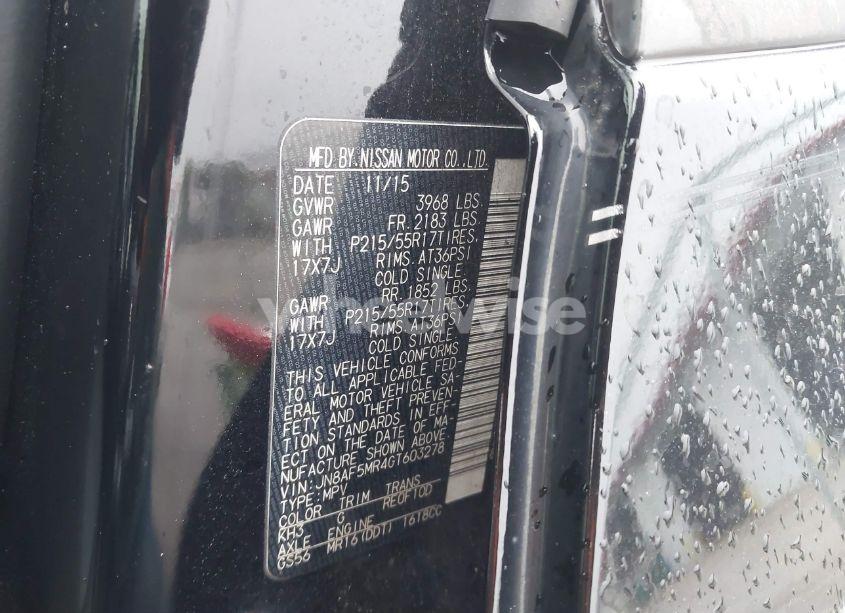 MFD.BY.NISSAN MOTOR CO.,LTD.
DATE 11/15
GVWR 3968 LBS.
GAWR FR. 2183 LBS.
WITH P215/55R17TIRES,
17X7J RIMS.AT36PSI
COLD SINGLE.
GAWR RR. 1852 LBS.
WITH P215/55R17TIRES,
17X7J RIMS.AT36PSI
COLD SINGLE.
THIS VEHICLE CONFORMS
TO ALL APPLICABLE FED-
ERAL MOTOR VEHICLE SA-
FETY AND THEFT PREVEN-
TION STANDARDS IN EFF-
ECT ON THE DATE OF MA-
NUFACTURE SHOWN ABOVE.
VIN:JN8AF5MR4GT603278
TYPE:MPV
COLOR TRIM TRANS
KH3 G RE0F10D
AXLE ENGINE
GS56 MR16(DDT) 1618CC
wheelwise